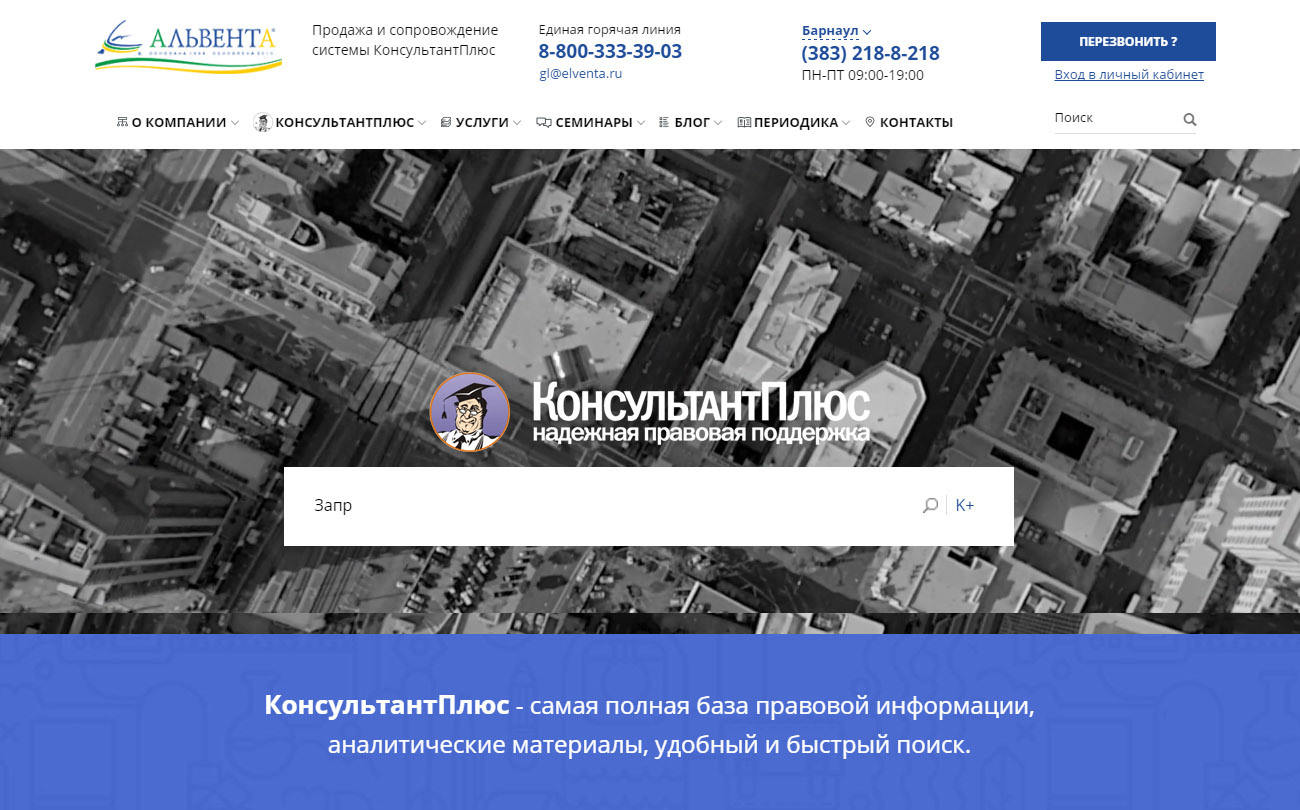 АЛЬВЕНТА®
Продажа и сопровождение
системы КонсультантПлюс
Единая горячая линия
8-800-333-39-03
gl@elventa.ru
Барнаул
(383) 218-8-218
ПН-ПТ 09:00-19:00
ПЕРЕЗВОНИТЬ ?
Вход в личный кабинет
О КОМПАНИИ КОНСУЛЬТАНТПЛЮС УСЛУГИ СЕМИНАРЫ БЛОГ ПЕРИОДИКА КОНТАКТЫ
Поиск
КОНСУЛЬТАНТПЛЮС
надежная правовая поддержка
Запр
K+
КонсультантПлюс - самая полная база правовой информации,
аналитические материалы, удобный и быстрый поиск.